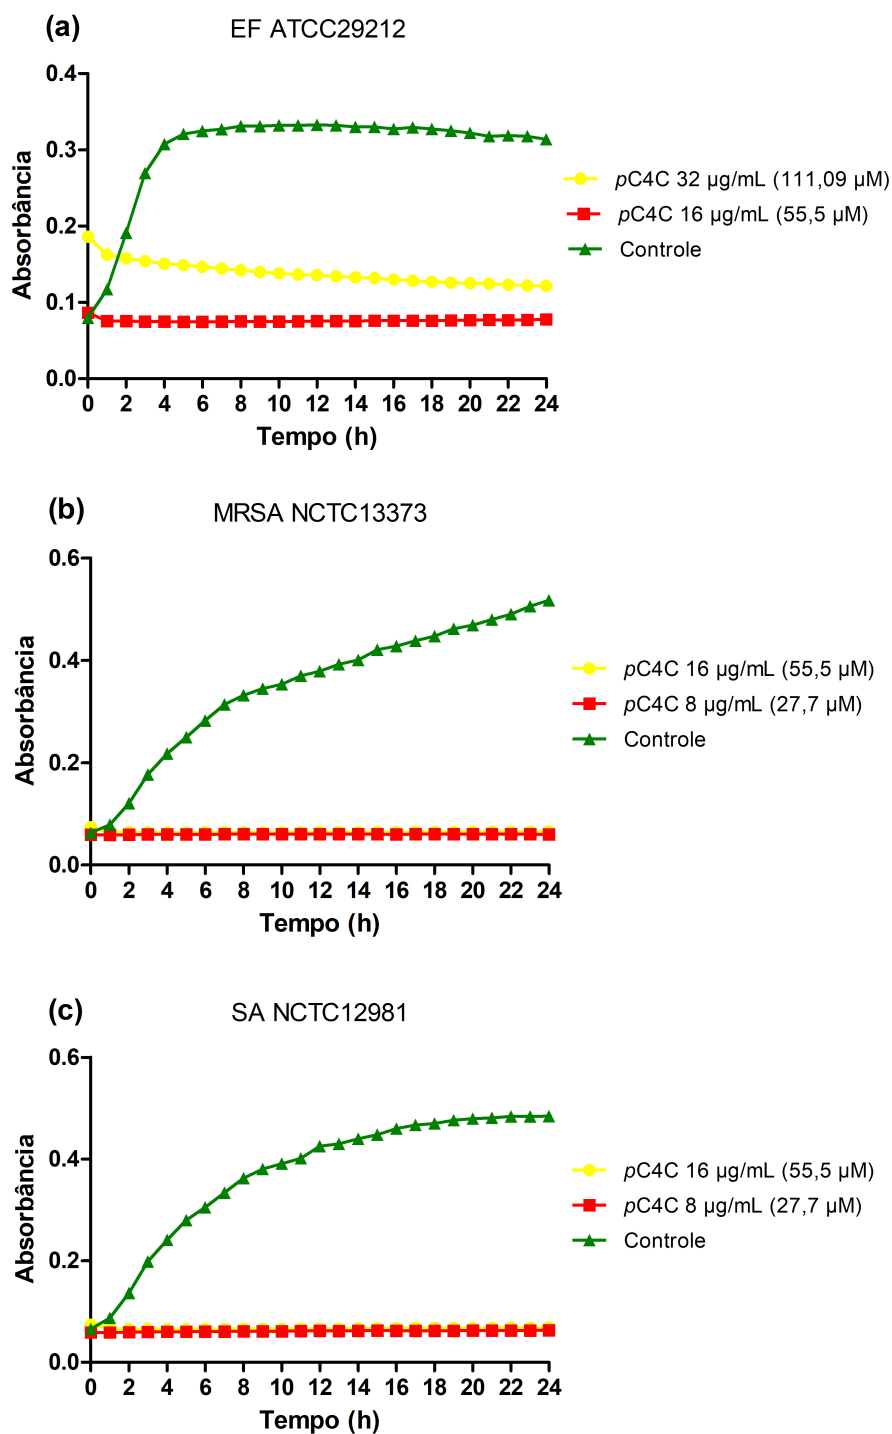 (a)
EF ATCC29212
0.4
0.3
0.2
0.1
0.0
Absorbância
0 2 4 6 8 10 12 14 16 18 20 22 24
Tempo (h)
pC4C 32 µg/mL (111,09 µM)
pC4C 16 µg/mL (55,5 µM)
Controle
(b)
MRSA NCTC13373
0.6
0.4
0.2
0.0
Absorbância
0 2 4 6 8 10 12 14 16 18 20 22 24
Tempo (h)
pC4C 16 µg/mL (55,5 µM)
pC4C 8 µg/mL (27,7 µM)
Controle
(c)
SA NCTC12981
0.6
0.4
0.2
0.0
Absorbância
0 2 4 6 8 10 12 14 16 18 20 22 24
Tempo (h)
pC4C 16 µg/mL (55,5 µM)
pC4C 8 µg/mL (27,7 µM)
Controle